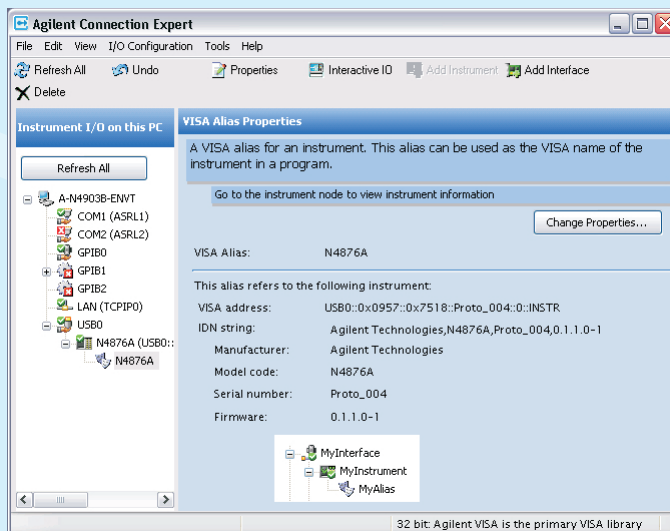 Agilent Connection Expert
File Edit View I/O Configuration Tools Help
Refresh All Undo Properties Interactive IO Add Instrument Add Interface
Delete
Instrument I/O on this PC
Refresh All
A-N4903B-ENVT
COM1 (ASRL1)
COM2 (ASRL2)
GPIB0
GPIB1
GPIB2
LAN (TCPIP0)
USB0
N4876A (USB0::
N4876A
VISA Alias Properties
A VISA alias for an instrument. This alias can be used as the VISA name of the
instrument in a program.
Go to the instrument node to view instrument information
Change Properties...
VISA Alias: N4876A
This alias refers to the following instrument:
VISA address: USB0::0x0957::0x7518::Proto_004::0::INSTR
IDN string: Agilent Technologies,N4876A,Proto_004,0.1.1.0-1
Manufacturer: Agilent Technologies
Model code: N4876A
Serial number: Proto_004
Firmware: 0.1.1.0-1
MyInterface
MyInstrument
MyAlias
32 bit: Agilent VISA is the primary VISA library